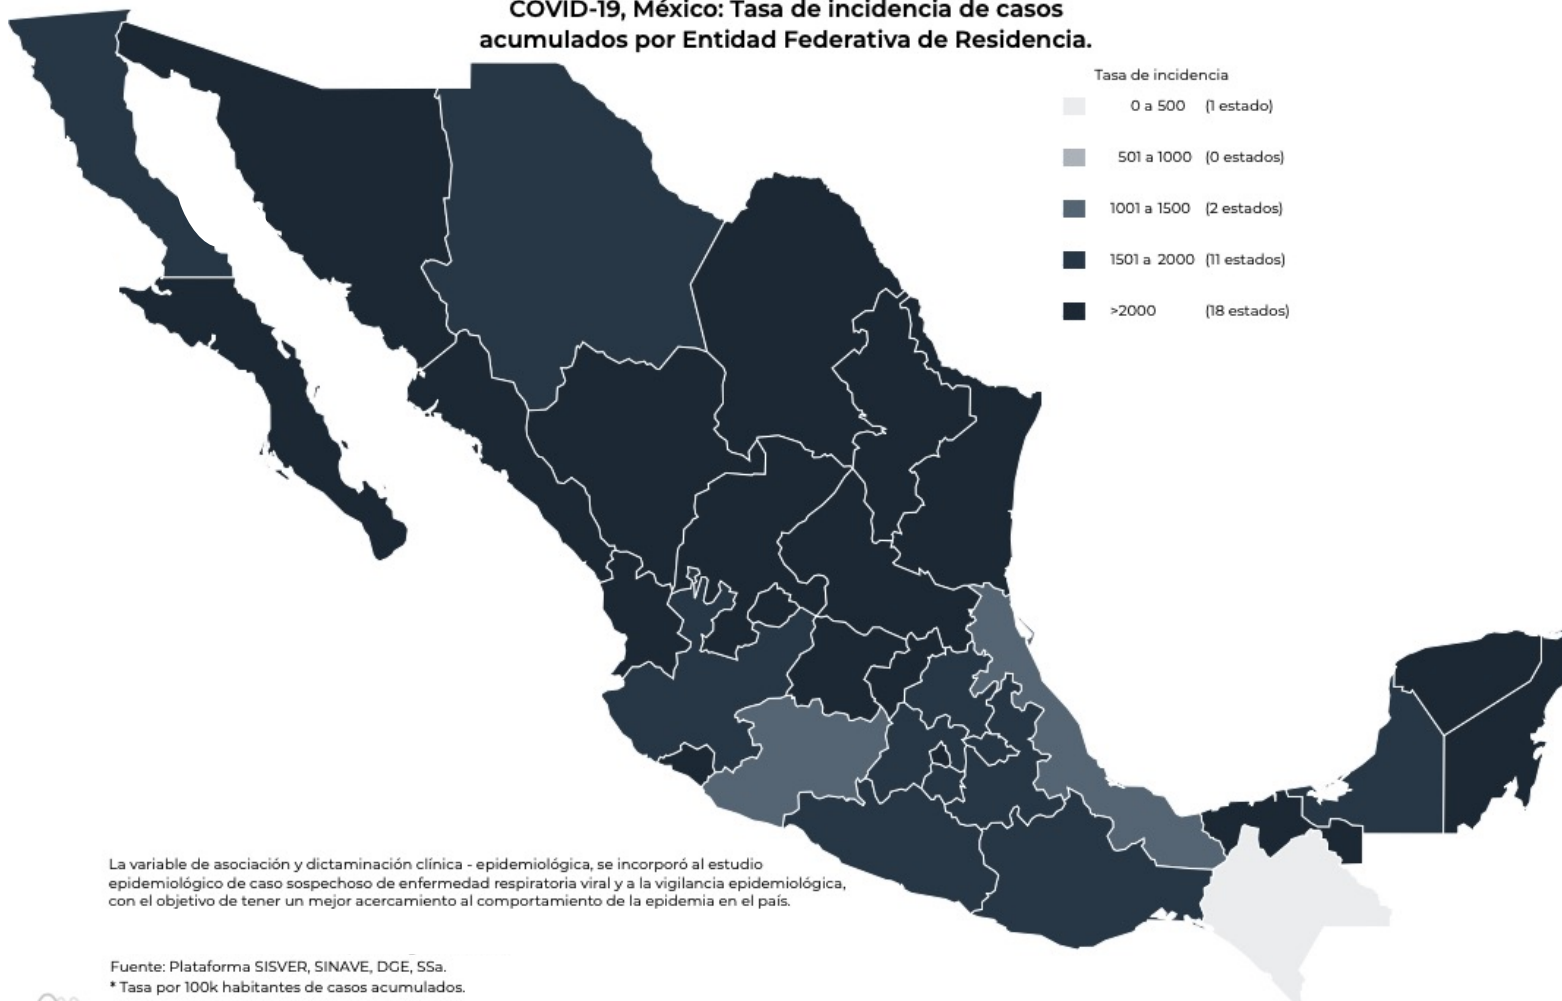 COVID-19, México: Tasa de incidencia de casos
acumulados por Entidad Federativa de Residencia.
Tasa de incidencia
0 a 500 (1 estado)
501 a 1000 (0 estados)
1001 a 1500 (2 estados)
1501 a 2000 (11 estados)
>2000 (18 estados)
La variable de asociación y dictaminación clínica - epidemiológica, se incorporó al estudio
epidemiológico de caso sospechoso de enfermedad respiratoria viral y a la vigilancia epidemiológica,
con el objetivo de tener un mejor acercamiento al comportamiento de la epidemia en el país.
Fuente: Plataforma SISVER, SINAVE, DGE, SSa.
* Tasa por 100k habitantes de casos acumulados.